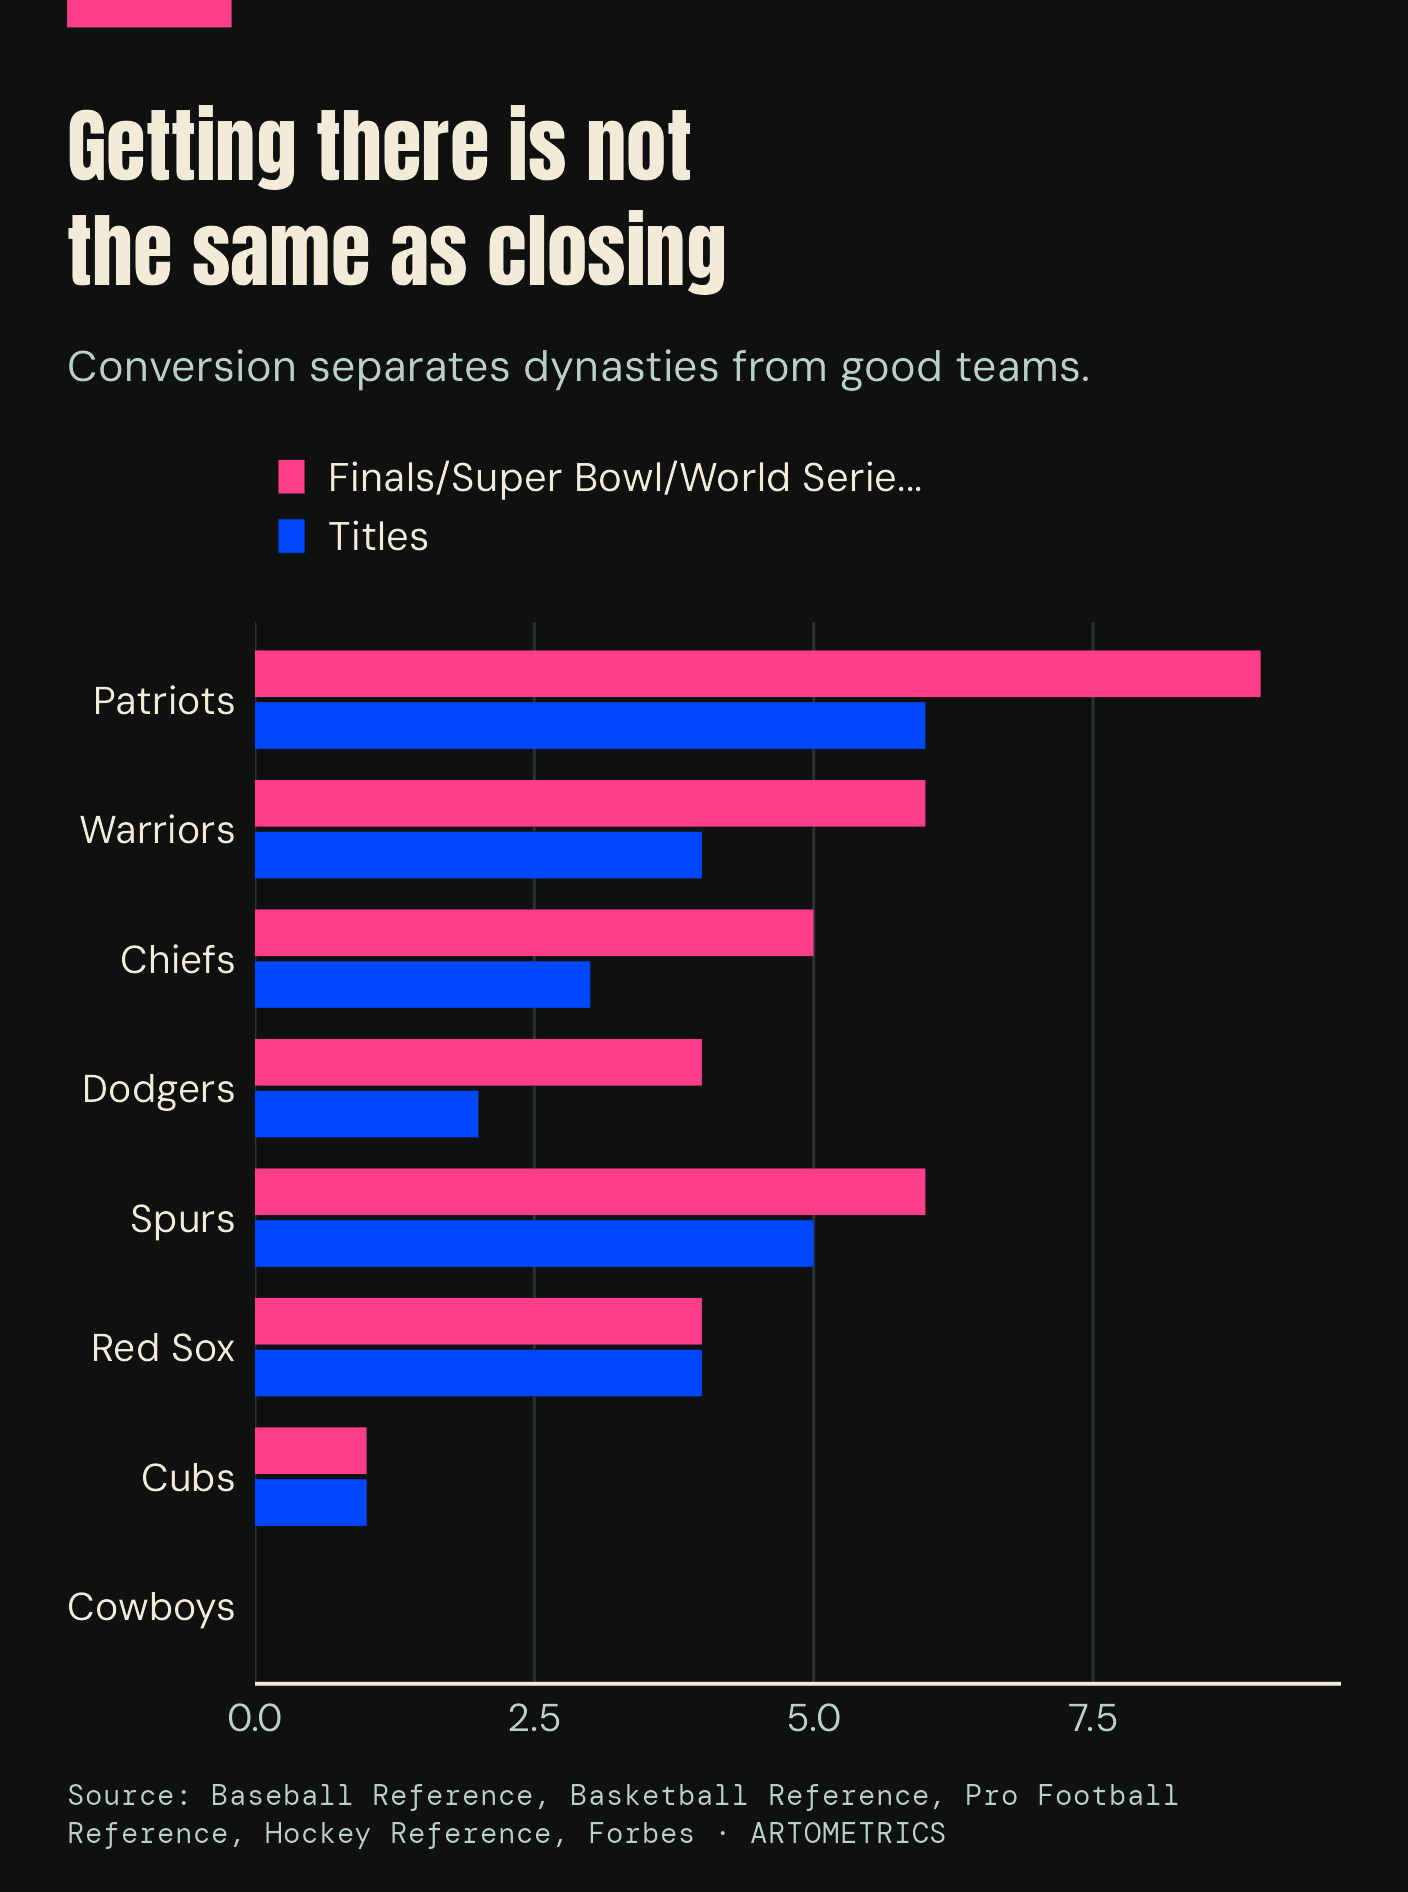 Getting there is not
the same as closing
Conversion separates dynasties from good teams.
Finals/Super Bowl/World Serie...
Titles
Patriots
Warriors
Chiefs
Dodgers
Spurs
Red Sox
Cubs
Cowboys
0.0 2.5 5.0 7.5
Source: Baseball Reference, Basketball Reference, Pro Football
Reference, Hockey Reference, Forbes · ARTOMETRICS